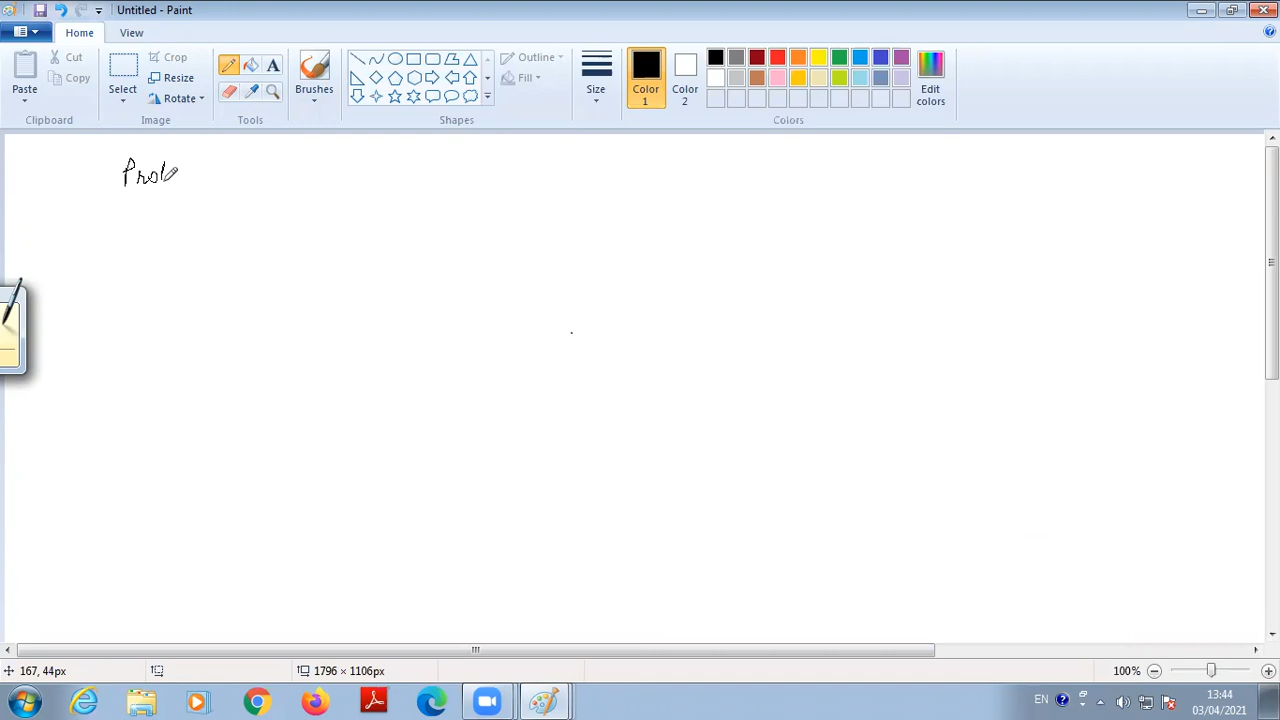 Untitled - Paint
Home View
Paste
Cut
Copy
Clipboard
Select
Crop
Resize
Rotate
Image
Tools
Brushes
Outline
Fill
Shapes
Size
Color 1
Color 2
Edit colors
Colors
Prob
167, 44px
1796 × 1106px
100%
EN
13:44
03/04/2021